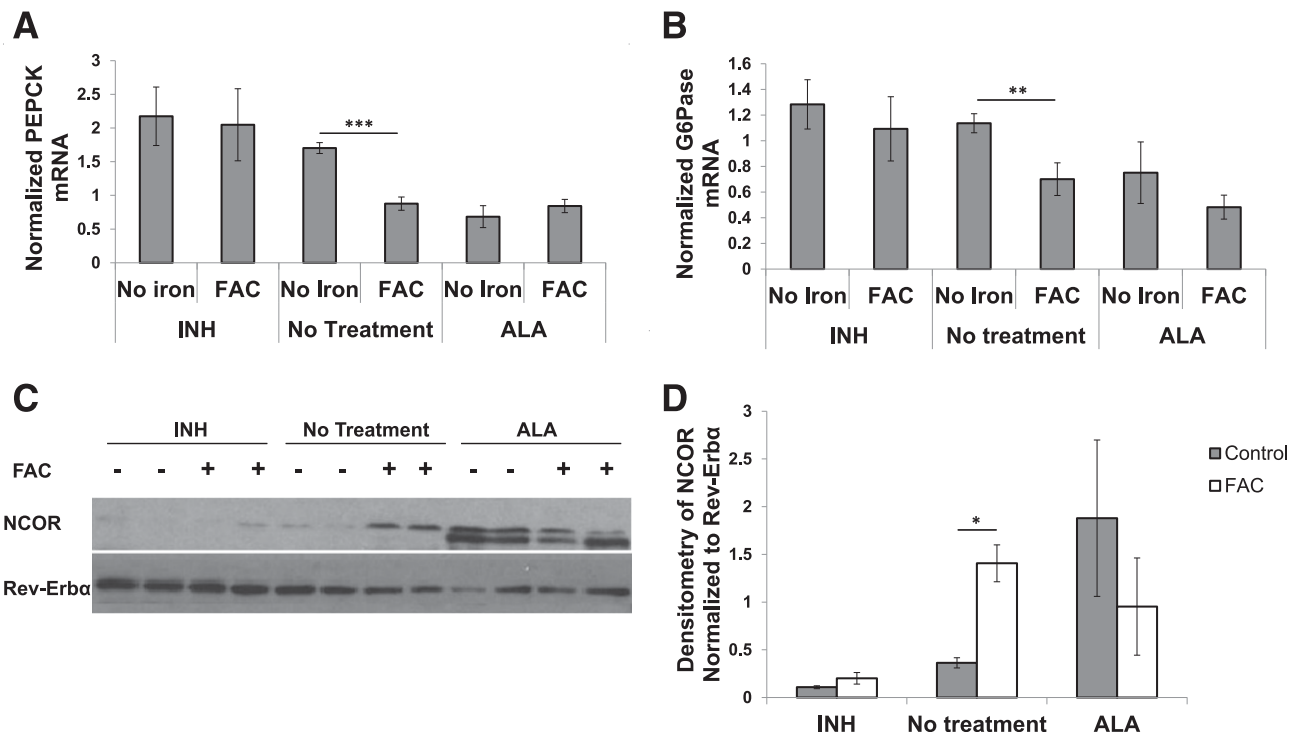 A
Normalized PEPCK
mRNA
3
2.5
2
1.5
1
0.5
0
***
No iron
FAC
No Iron
FAC
No Iron
FAC
INH
No Treatment
ALA
B
Normalized G6Pase
mRNA
1.6
1.4
1.2
1
0.8
0.6
0.4
0.2
0
**
No Iron
FAC
No Iron
FAC
No Iron
FAC
INH
No treatment
ALA
C
INH
No Treatment
ALA
FAC - - + + - - + + - - + +
NCOR
Rev-Erbα
D
Densitometry of NCOR
Normalized to Rev-Erbα
3
2.5
2
1.5
1
0.5
0
*
INH
No treatment
ALA
Control
FAC